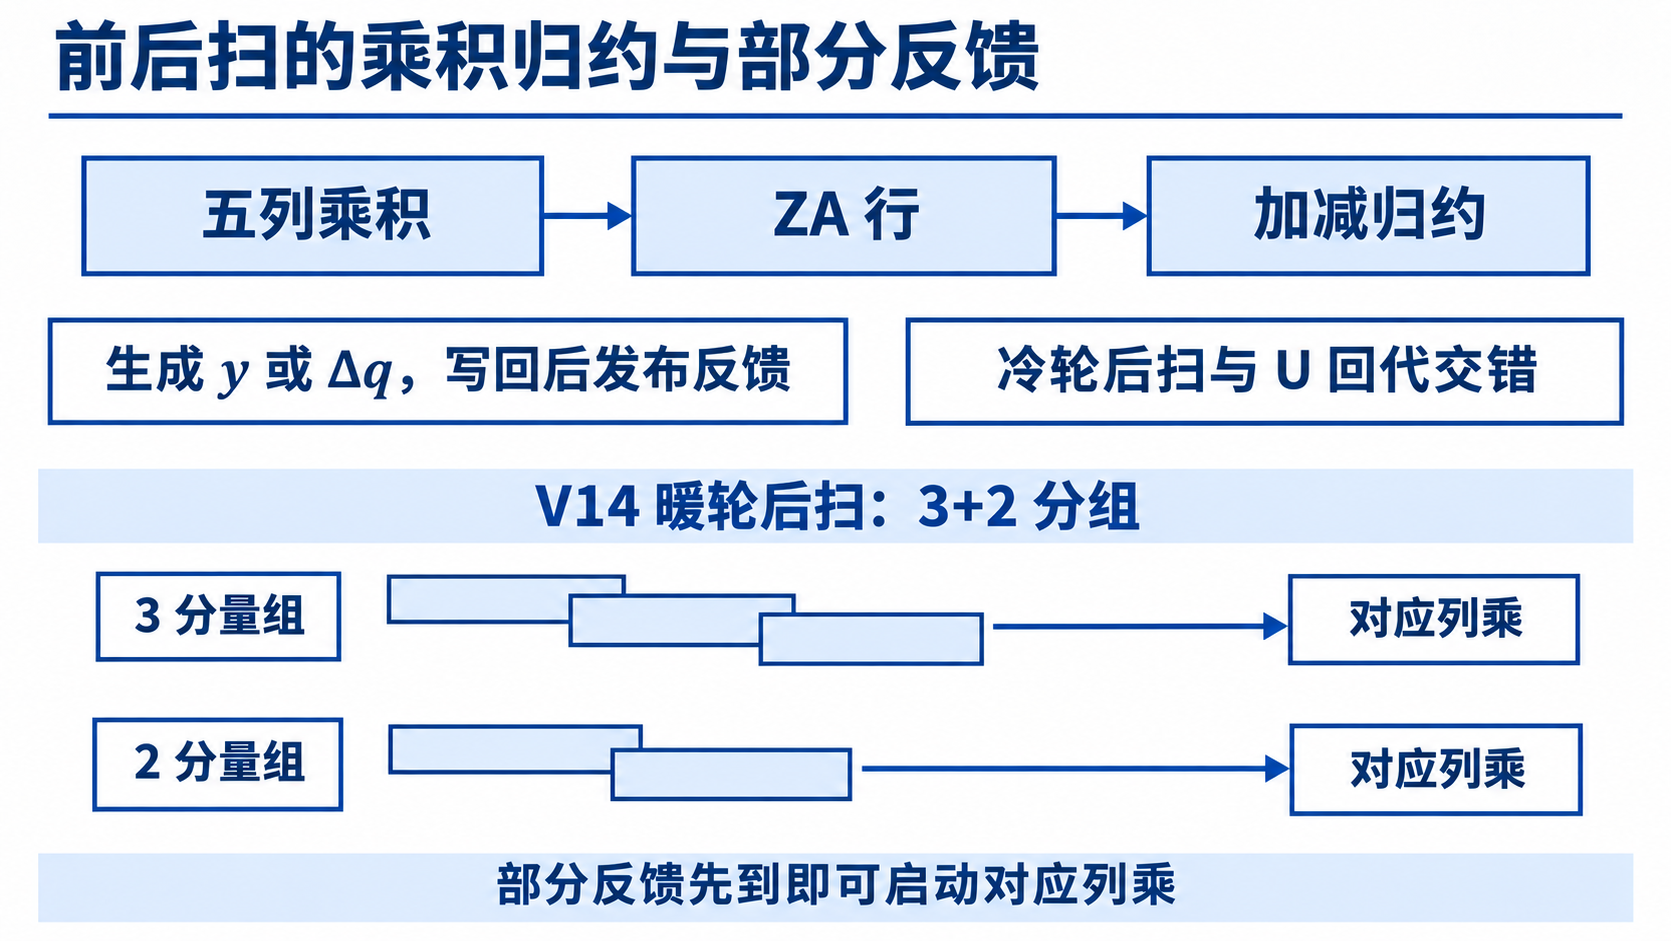 前后扫的乘积归约与部分反馈
五列乘积
ZA 行
加减归约
生成 y 或 Δq，写回后发布反馈
冷轮后扫与 U 回代交错
V14 暖轮后扫：3+2 分组
3 分量组
对应列乘
2 分量组
对应列乘
部分反馈先到即可启动对应列乘